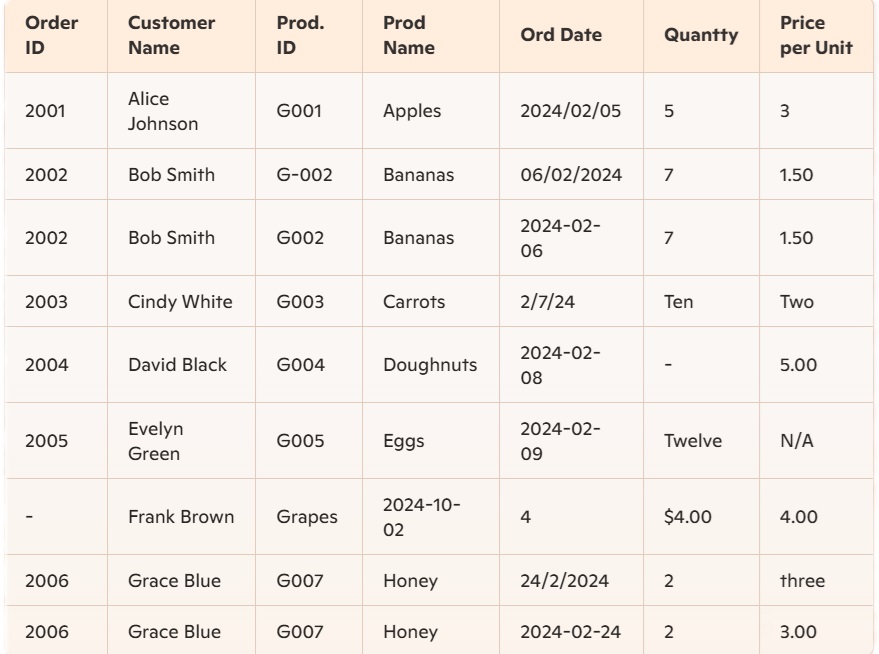 Order ID | Customer Name | Prod. ID | Prod Name | Ord Date | Quantty | Price per Unit
2001 | Alice Johnson | G001 | Apples | 2024/02/05 | 5 | 3
2002 | Bob Smith | G-002 | Bananas | 06/02/2024 | 7 | 1.50
2002 | Bob Smith | G002 | Bananas | 2024-02-06 | 7 | 1.50
2003 | Cindy White | G003 | Carrots | 2/7/24 | Ten | Two
2004 | David Black | G004 | Doughnuts | 2024-02-08 | - | 5.00
2005 | Evelyn Green | G005 | Eggs | 2024-02-09 | Twelve | N/A
- | Frank Brown | Grapes | 2024-10-02 | 4 | $4.00 | 4.00
2006 | Grace Blue | G007 | Honey | 24/2/2024 | 2 | three
2006 | Grace Blue | G007 | Honey | 2024-02-24 | 2 | 3.00